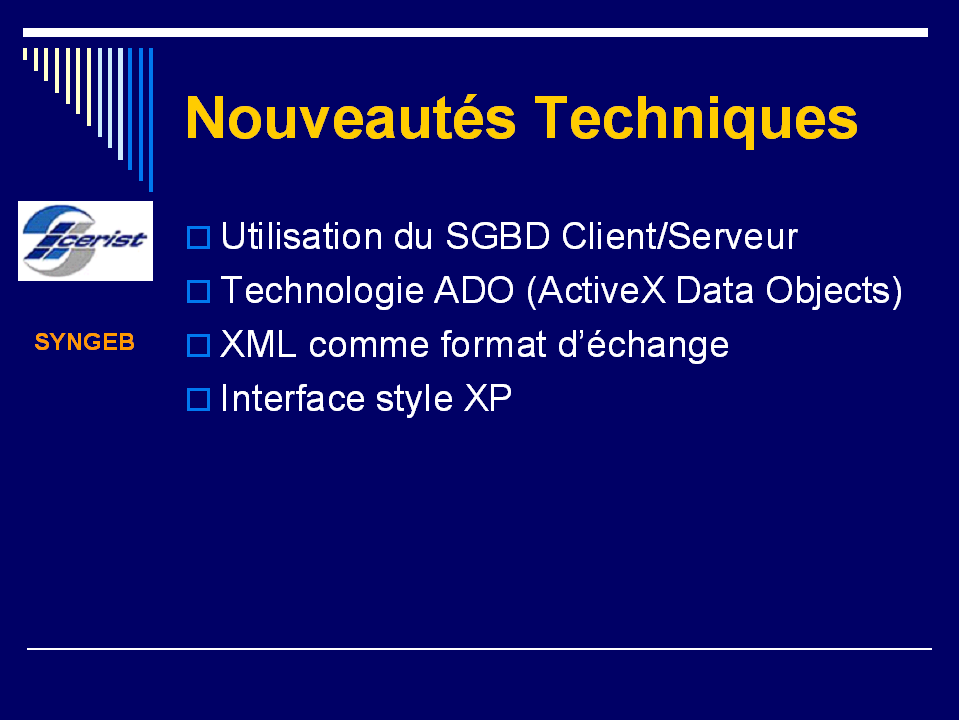 Nouveautés Techniques
cerist
SYNGEB
Utilisation du SGBD Client/Serveur
Technologie ADO (ActiveX Data Objects)
XML comme format d’échange
Interface style XP